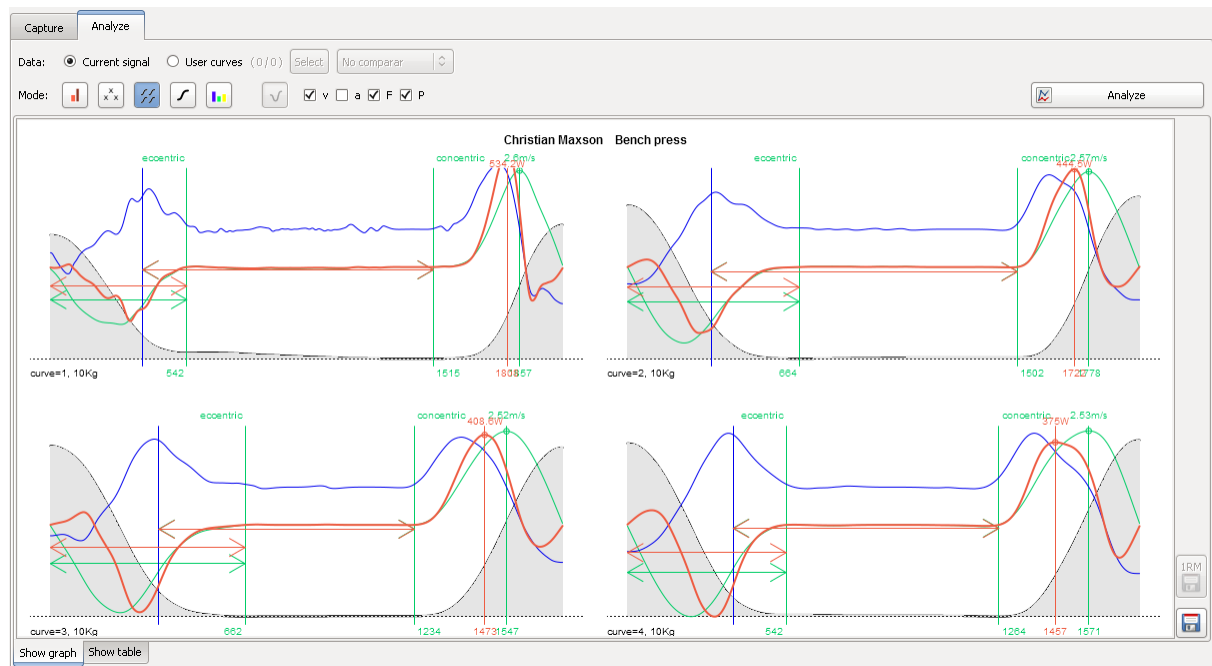 Capture Analyze
Data: Current signal User curves (0/0) Select No comparar
Mode: x x x v a F P Analyze
Christian Maxson Bench press
eccentric concentric 2.6m/s
534.2W
eccentric concentric 2.57m/s
444.5W
curve=1, 10Kg 542 1515 1857
curve=2, 10Kg 664 1502 1722 1778
eccentric concentric 2.52m/s
408.6W
eccentric concentric 2.53m/s
375W
curve=3, 10Kg 662 1234 1473 1547
curve=4, 10Kg 542 1264 1457 1571
1RM
Show graph Show table